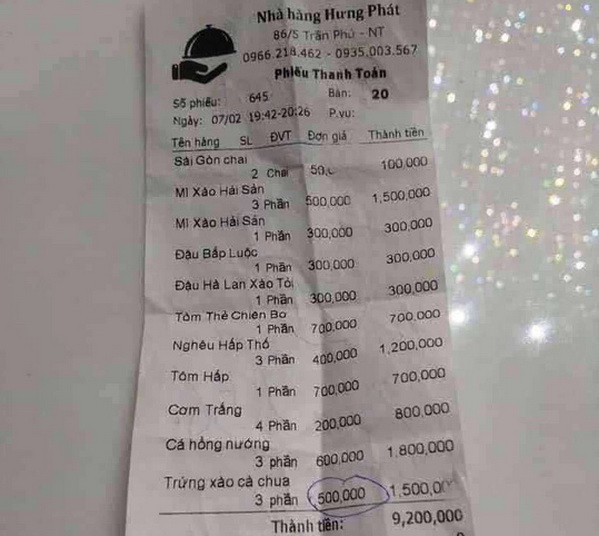 Nhà hàng Hưng Phát
86/5 Trần Phú - NT
0966.218.462 - 0935.003.567
Phiếu Thanh Toán
Số phiếu: 645 Bàn: 20
Ngày: 07/02 19:42-20:26 P.vu:
Tên hàng SL ĐVT Đơn giá Thành tiền
Sài Gòn chai
2 Chai 50,0 100,000
Mì Xào Hải Sản
3 Phần 500,000 1,500,000
Mì Xào Hải Sản
1 Phần 300,000 300,000
Đậu Bắp Luộc
1 Phần 300,000 300,000
Đậu Hà Lan Xào Tỏi
1 Phần 300,000 300,000
Tôm Thẻ Chiên Bơ
1 Phần 700,000 700,000
Nghêu Hấp Thố
3 Phần 400,000 1,200,000
Tôm Hấp
1 Phần 700,000 700,000
Cơm Trắng
4 Phần 200,000 800,000
Cá hồng nướng
3 phần 600,000 1,800,000
Trứng xào cà chua
3 phần 500,000 1,500,00
Thành tiền: 9,200,000